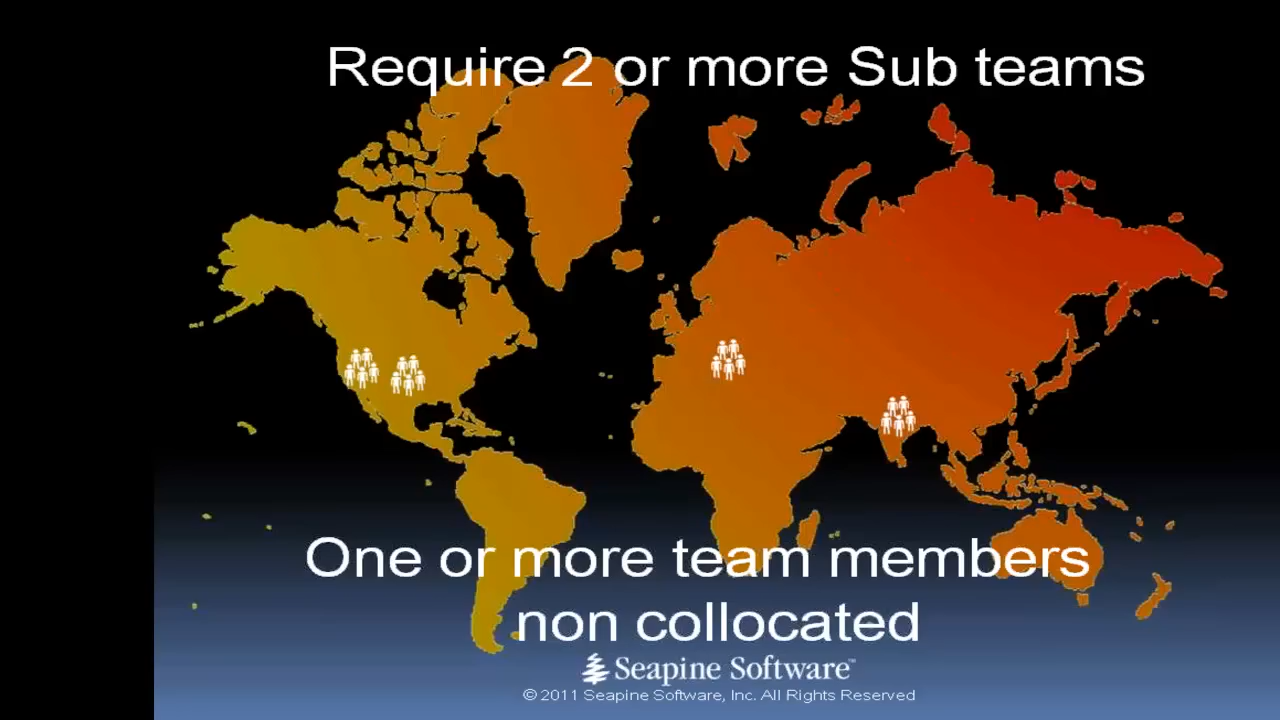 Require 2 or more Sub teams
One or more team members
non collocated
Seapine Software™
© 2011 Seapine Software, Inc. All Rights Reserved